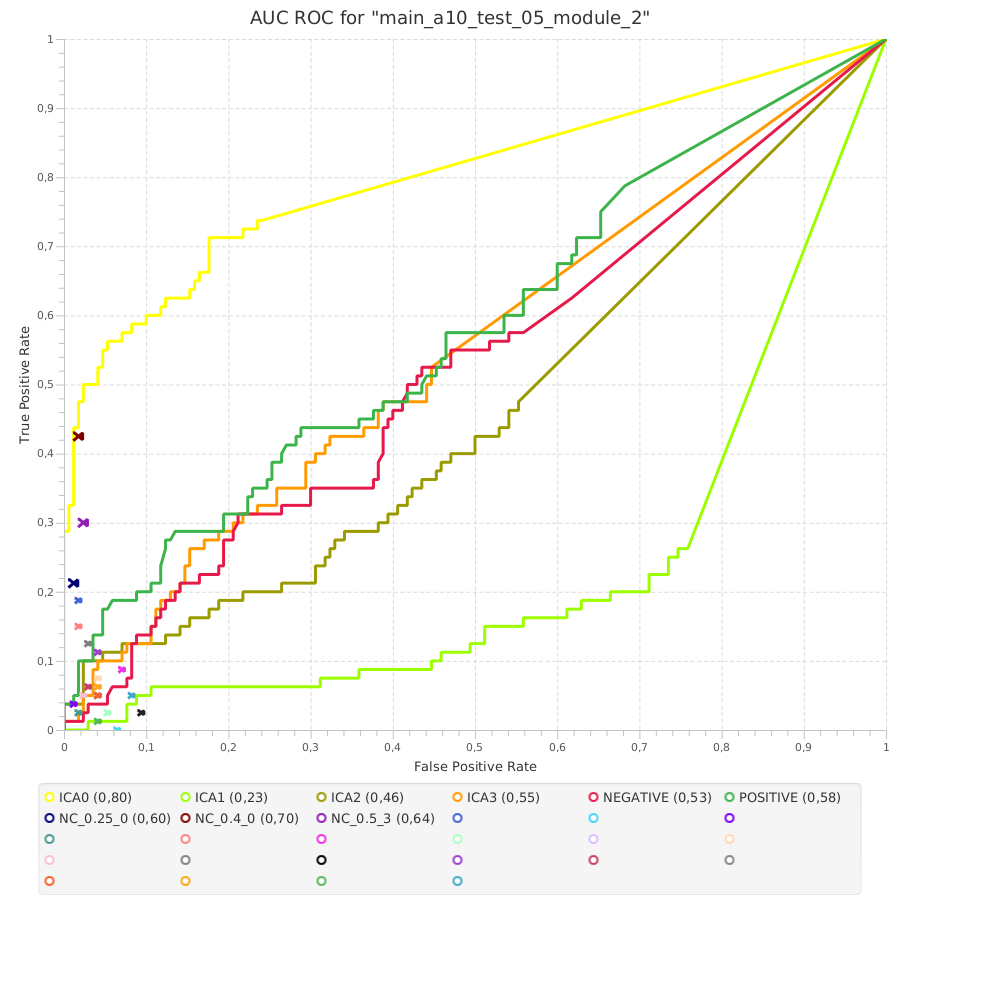 AUC ROC for "main_a10_test_05_module_2"
1
0,9
0,8
0,7
0,6
0,5
0,4
0,3
0,2
0,1
0
True Positive Rate
0 0,1 0,2 0,3 0,4 0,5 0,6 0,7 0,8 0,9 1
False Positive Rate
ICA0 (0,80) ICA1 (0,23) ICA2 (0,46) ICA3 (0,55) NEGATIVE (0,53) POSITIVE (0,58)
NC_0.25_0 (0,60) NC_0.4_0 (0,70) NC_0.5_3 (0,64)